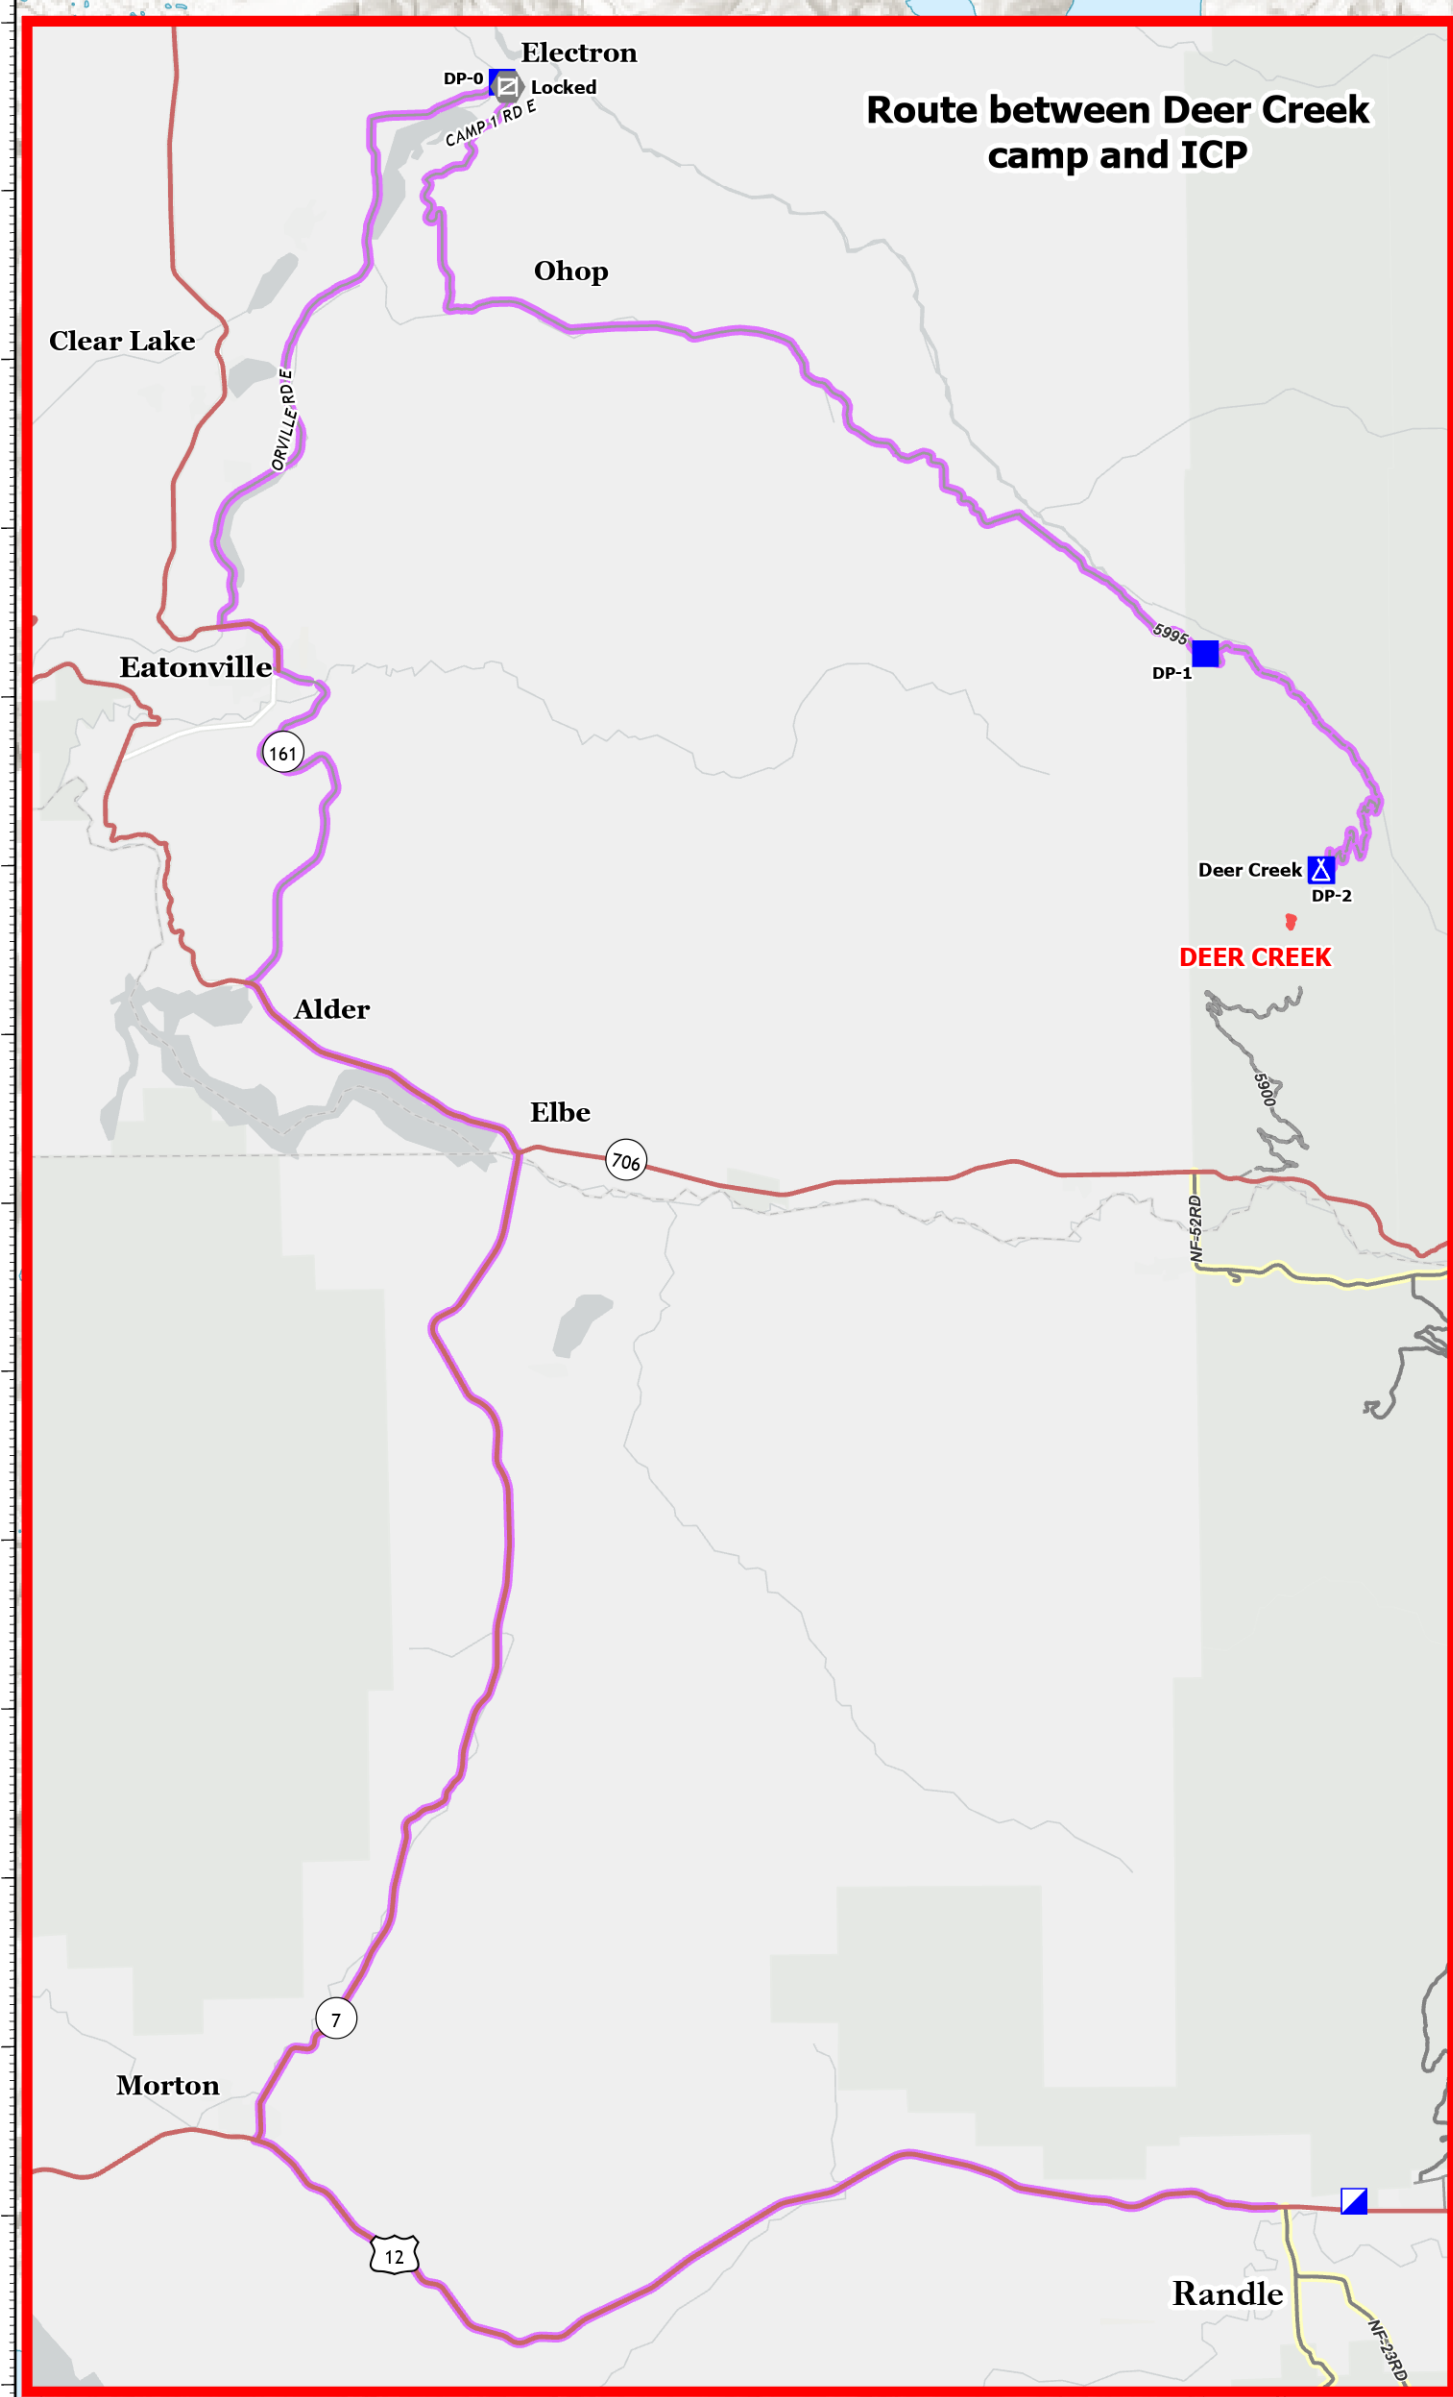 Electron
DP-0
Locked
CAMP 1 RD E
Route between Deer Creek
camp and ICP
Ohop
Clear Lake
ORVILLE RD E
5995
DP-1
Eatonville
161
Deer Creek
DP-2
DEER CREEK
Alder
5900
Elbe
706
NF-52RD
7
Morton
12
Randle
NF-23RD